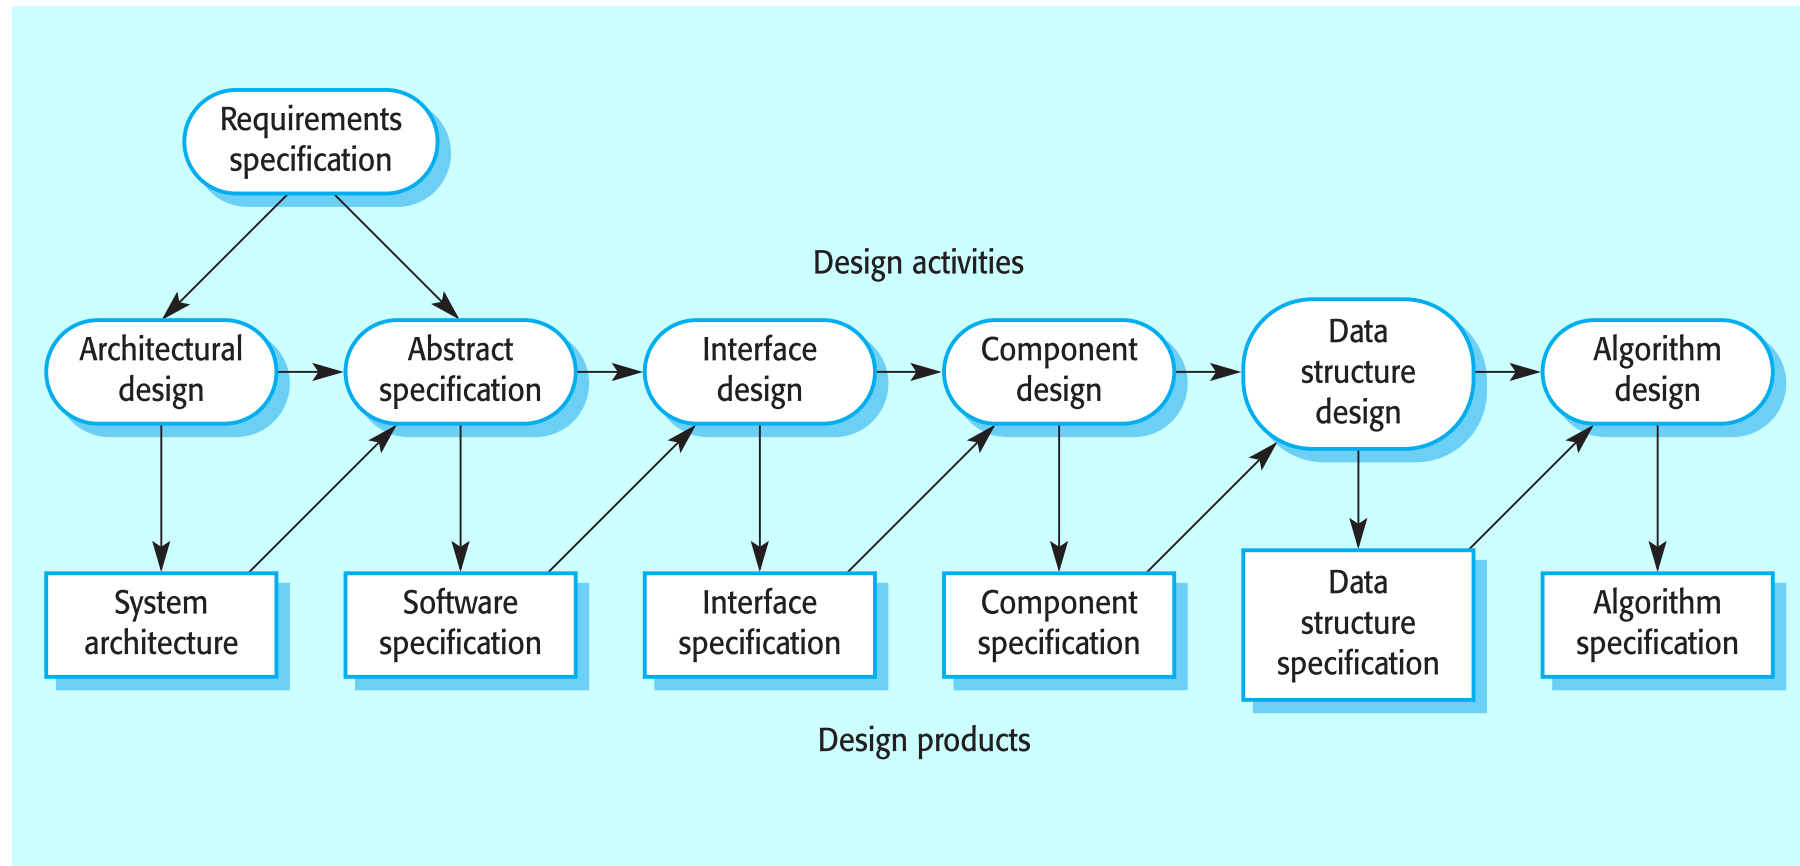 Requirements
specification
Design activities
Architectural
design
Abstract
specification
Interface
design
Component
design
Data
structure
design
Algorithm
design
System
architecture
Software
specification
Interface
specification
Component
specification
Data
structure
specification
Algorithm
specification
Design products